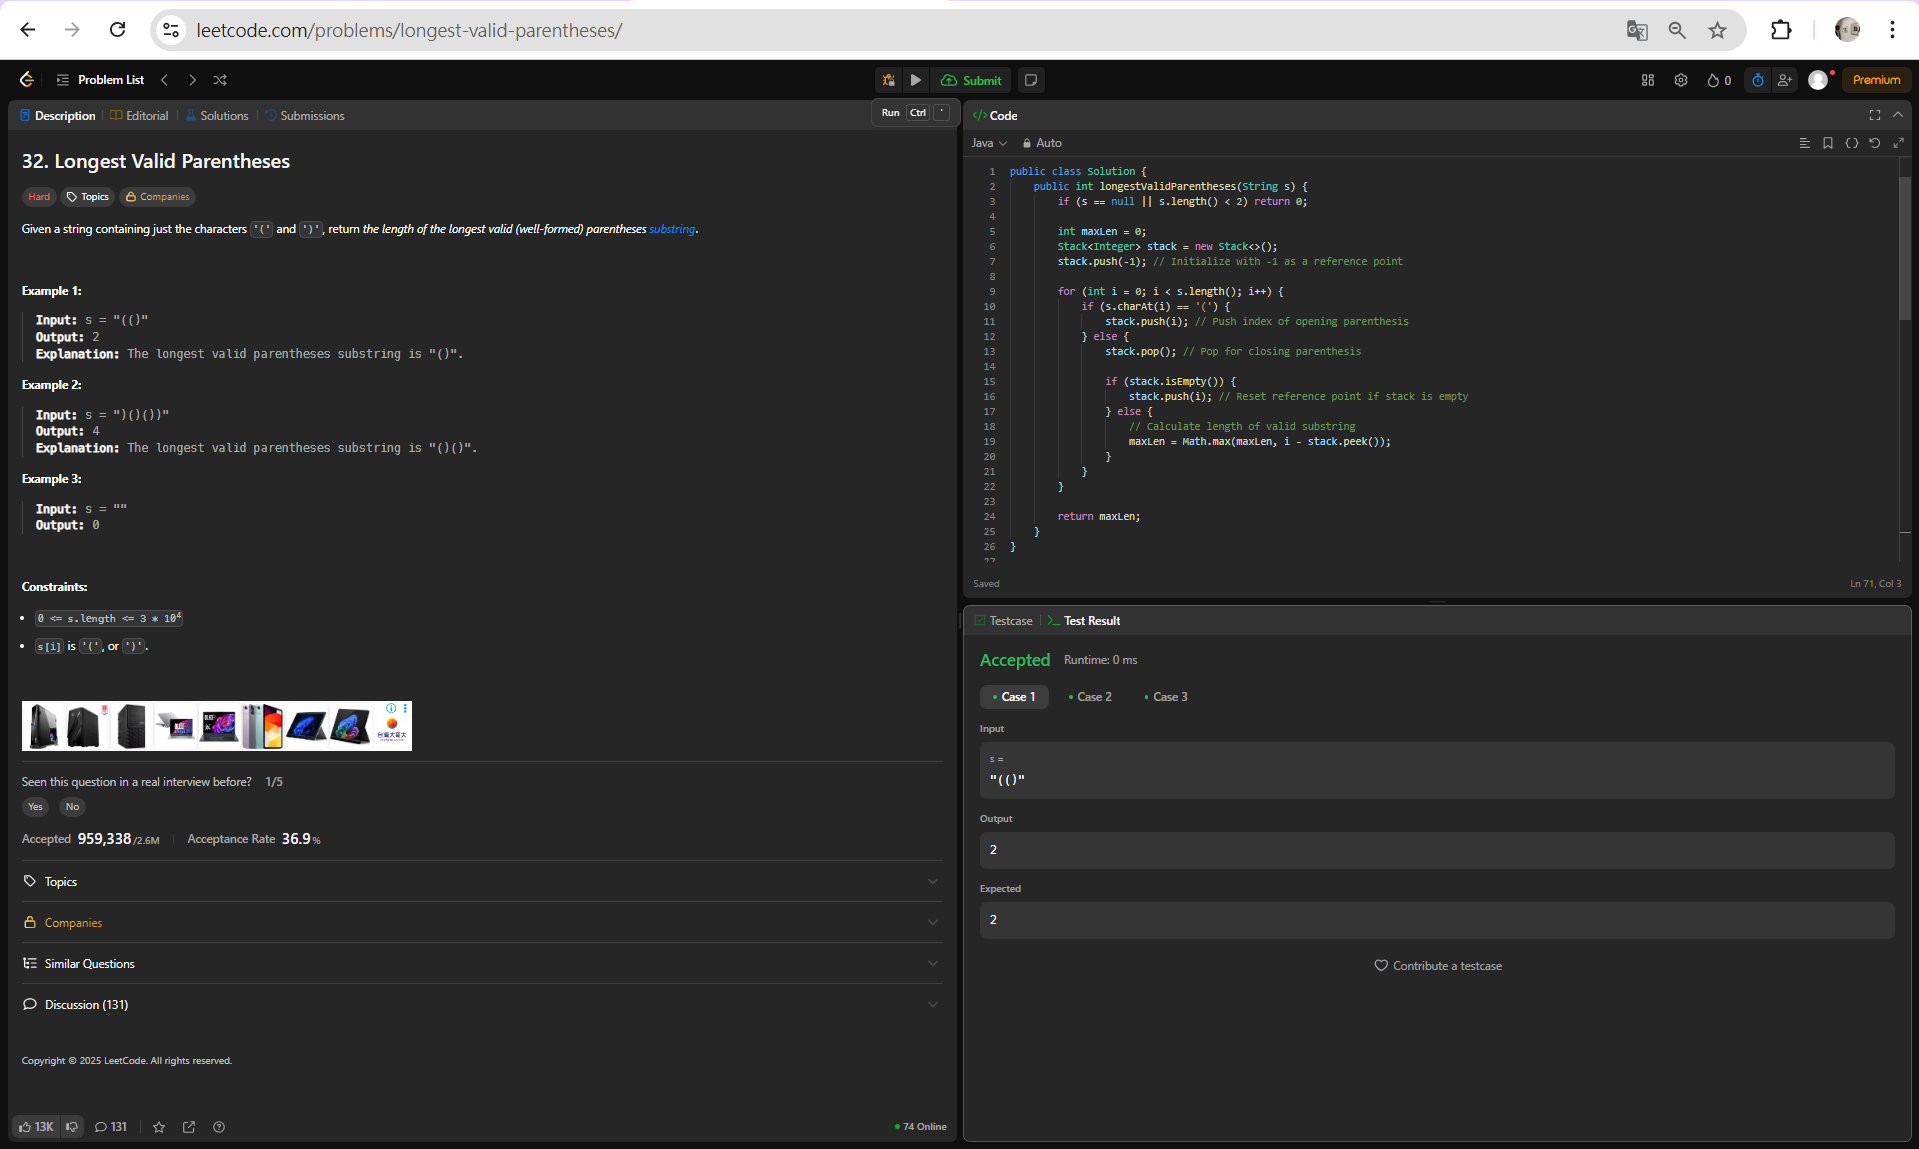 leetcode.com/problems/longest-valid-parentheses/
Problem List
Submit
0
Premium
Description
Editorial
Solutions
Submissions
Run Ctrl '
32. Longest Valid Parentheses
Hard
Topics
Companies
Given a string containing just the characters '(' and ')', return the length of the longest valid (well-formed) parentheses substring.
Example 1:
Input: s = "(()"
Output: 2
Explanation: The longest valid parentheses substring is "()".
Example 2:
Input: s = ")()())"
Output: 4
Explanation: The longest valid parentheses substring is "()()".
Example 3:
Input: s = ""
Output: 0
Constraints:
• 0 <= s.length <= 3 * 10⁴
• s[i] is '(', or ')'.
台灣大哥大
Seen this question in a real interview before? 1/5
Yes No
Accepted 959,338/2.6M
Acceptance Rate 36.9%
Topics
Companies
Similar Questions
Discussion (131)
Copyright © 2025 LeetCode. All rights reserved.
13K
131
74 Online
</>Code
Java
Auto
1 public class Solution {
2 public int longestValidParentheses(String s) {
3 if (s == null || s.length() < 2) return 0;
4
5 int maxLen = 0;
6 Stack<Integer> stack = new Stack<>();
7 stack.push(-1); // Initialize with -1 as a reference point
8
9 for (int i = 0; i < s.length(); i++) {
10 if (s.charAt(i) == '(') {
11 stack.push(i); // Push index of opening parenthesis
12 } else {
13 stack.pop(); // Pop for closing parenthesis
14
15 if (stack.isEmpty()) {
16 stack.push(i); // Reset reference point if stack is empty
17 } else {
18 // Calculate length of valid substring
19 maxLen = Math.max(maxLen, i - stack.peek());
20 }
21 }
22 }
23
24 return maxLen;
25 }
26 }
27
Saved
Ln 71, Col 3
Testcase
Test Result
Accepted
Runtime: 0 ms
• Case 1
• Case 2
• Case 3
Input
s =
"(()"
Output
2
Expected
2
Contribute a testcase